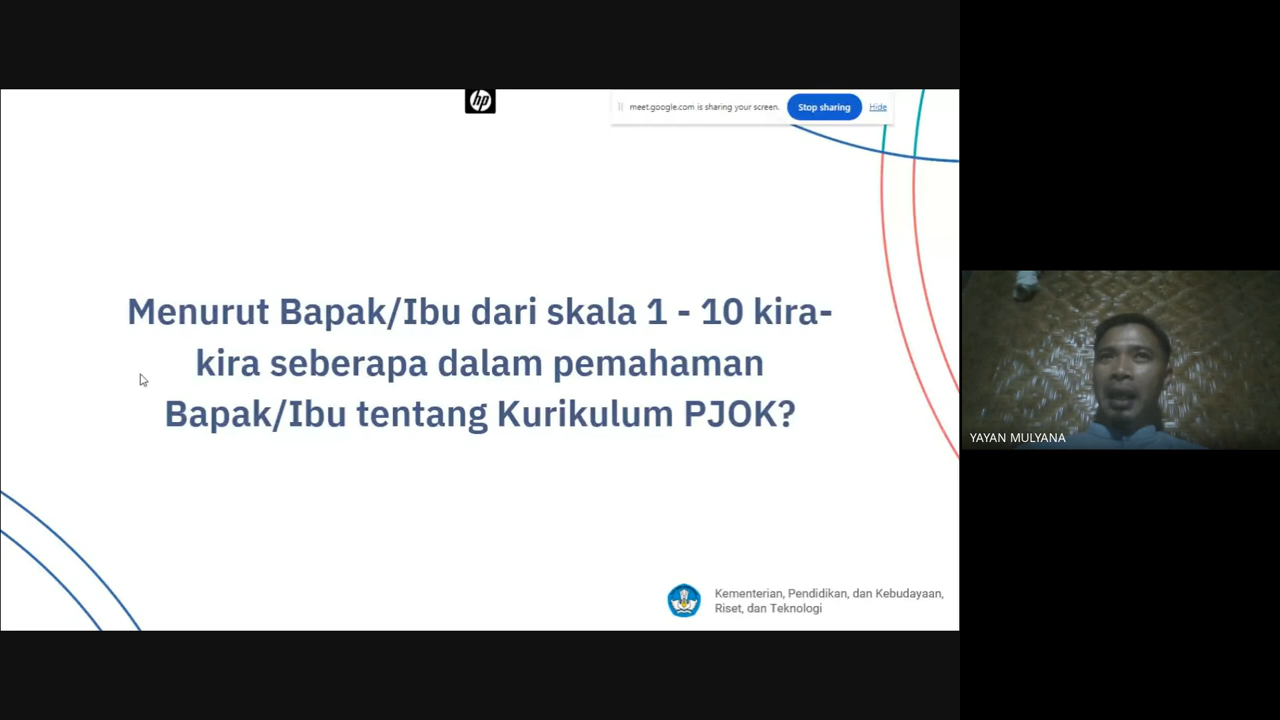 hp
meet.google.com is sharing your screen.
Stop sharing
Hide
Menurut Bapak/Ibu dari skala 1 - 10 kira-
kira seberapa dalam pemahaman
Bapak/Ibu tentang Kurikulum PJOK?
YAYAN MULYANA
Kementerian, Pendidikan, dan Kebudayaan,
Riset, dan Teknologi